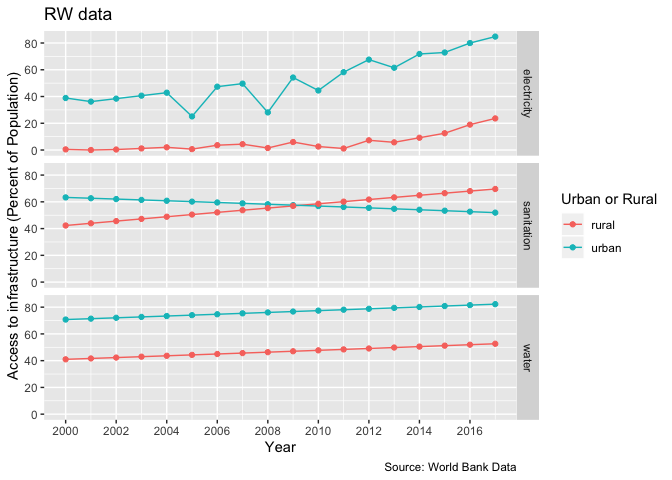 RW data
Access to infrastructure (Percent of Population)
80
60
40
20
0
electricity
80
60
40
20
0
sanitation
80
60
40
20
0
water
2000 2002 2004 2006 2008 2010 2012 2014 2016
Year
Urban or Rural
rural
urban
Source: World Bank Data